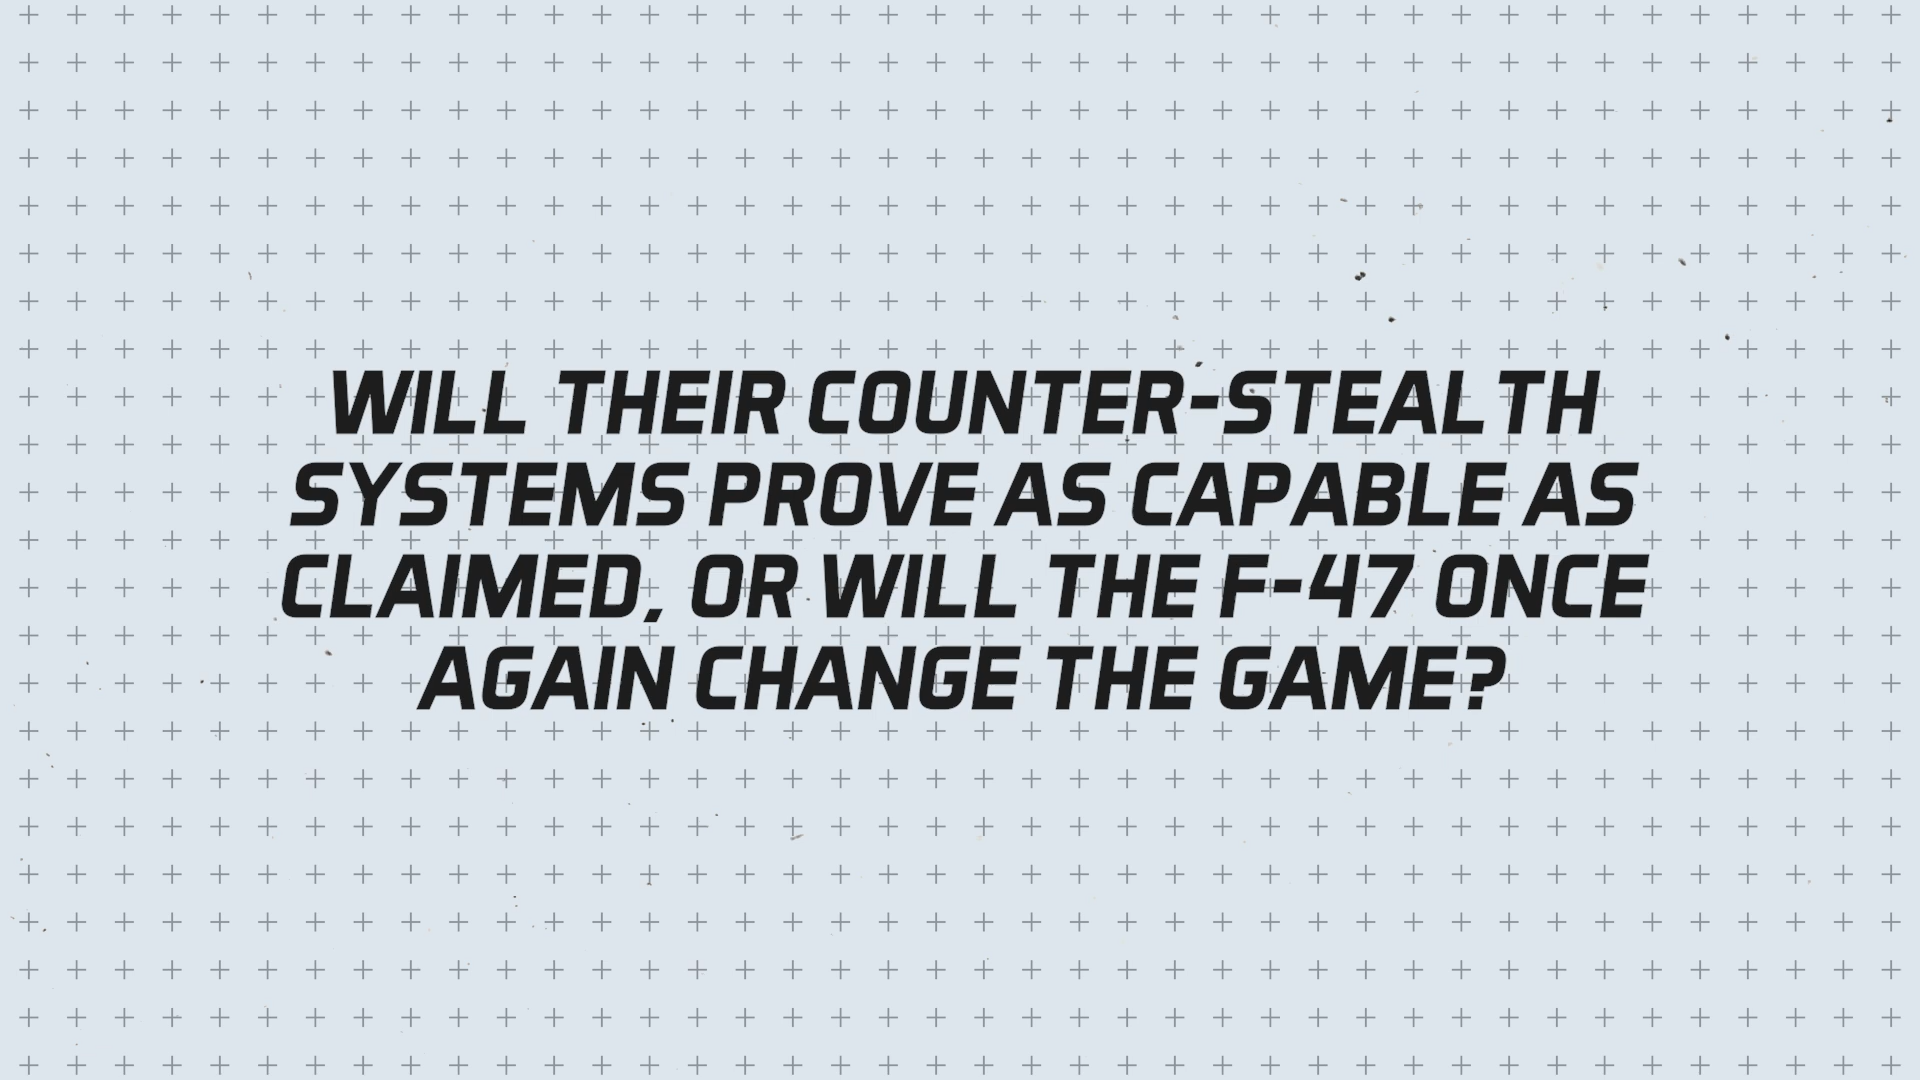 WILL THEIR COUNTER-STEALTH
SYSTEMS PROVE AS CAPABLE AS
CLAIMED, OR WILL THE F-47 ONCE
AGAIN CHANGE THE GAME?